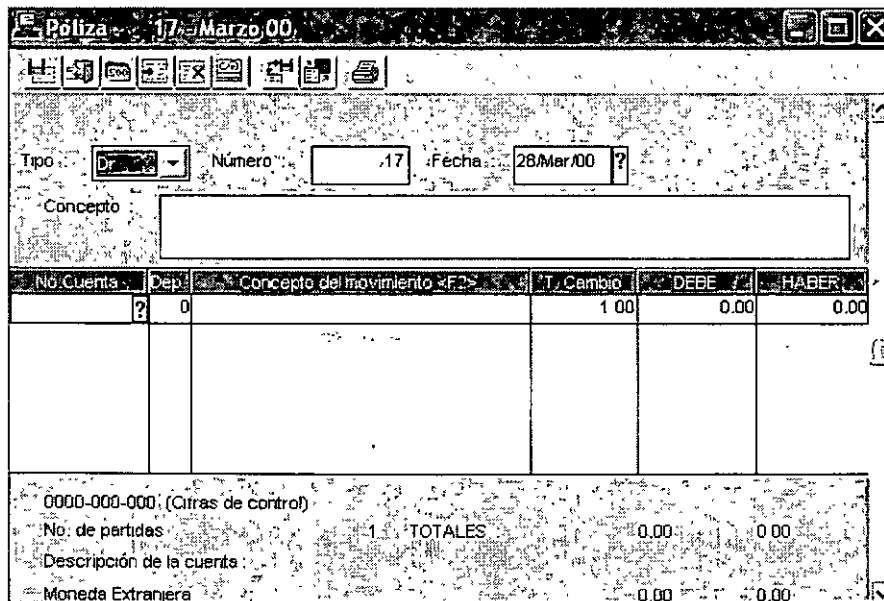 Póliza 17 Marzo 00
Tipo : Dr Número : 17 Fecha : 28/Mar/00 ?
Concepto :
No.Cuenta Dep. Concepto del movimiento <F2> T. Cambio DEBE HABER
? 0 1.00 0.00 0.00
0000-000-000 (Cifras de control)
No. de partidas 1 TOTALES 0.00 0.00
Descripción de la cuenta :
Moneda Extranjera 0.00 0.00